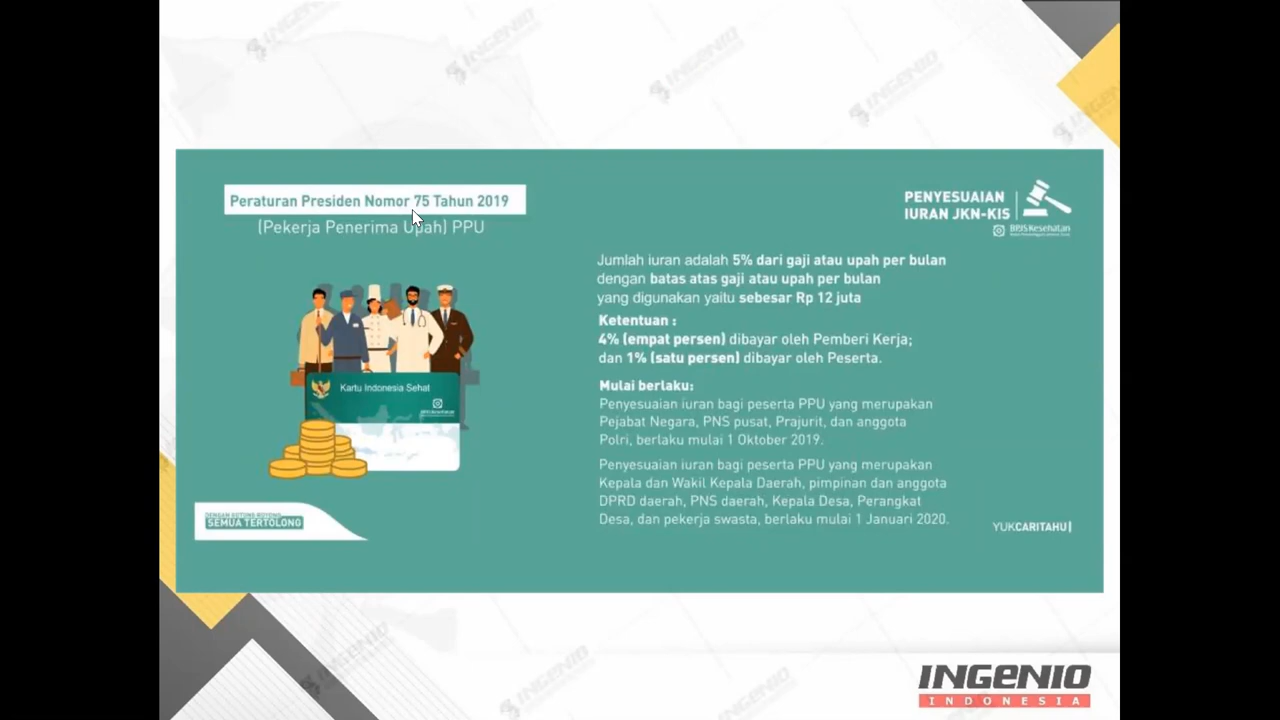 Peraturan Presiden Nomor 75 Tahun 2019
(Pekerja Penerima Upah) PPU
PENYESUAIAN
IURAN JKN-KIS
BPJS Kesehatan
Jumlah iuran adalah 5% dari gaji atau upah per bulan
dengan batas atas gaji atau upah per bulan
yang digunakan yaitu sebesar Rp 12 juta
Ketentuan :
4% (empat persen) dibayar oleh Pemberi Kerja;
dan 1% (satu persen) dibayar oleh Peserta.
Mulai berlaku:
Penyesuaian iuran bagi peserta PPU yang merupakan
Pejabat Negara, PNS pusat, Prajurit, dan anggota
Polri, berlaku mulai 1 Oktober 2019.
Penyesuaian iuran bagi peserta PPU yang merupakan
Kepala dan Wakil Kepala Daerah, pimpinan dan anggota
DPRD daerah, PNS daerah, Kepala Desa, Perangkat
Desa, dan pekerja swasta, berlaku mulai 1 Januari 2020.
Kartu Indonesia Sehat
DENGAN GOTONG ROYONG
SEMUA TERTOLONG
YUKCARITAHU
INGENIO
INDONESIA